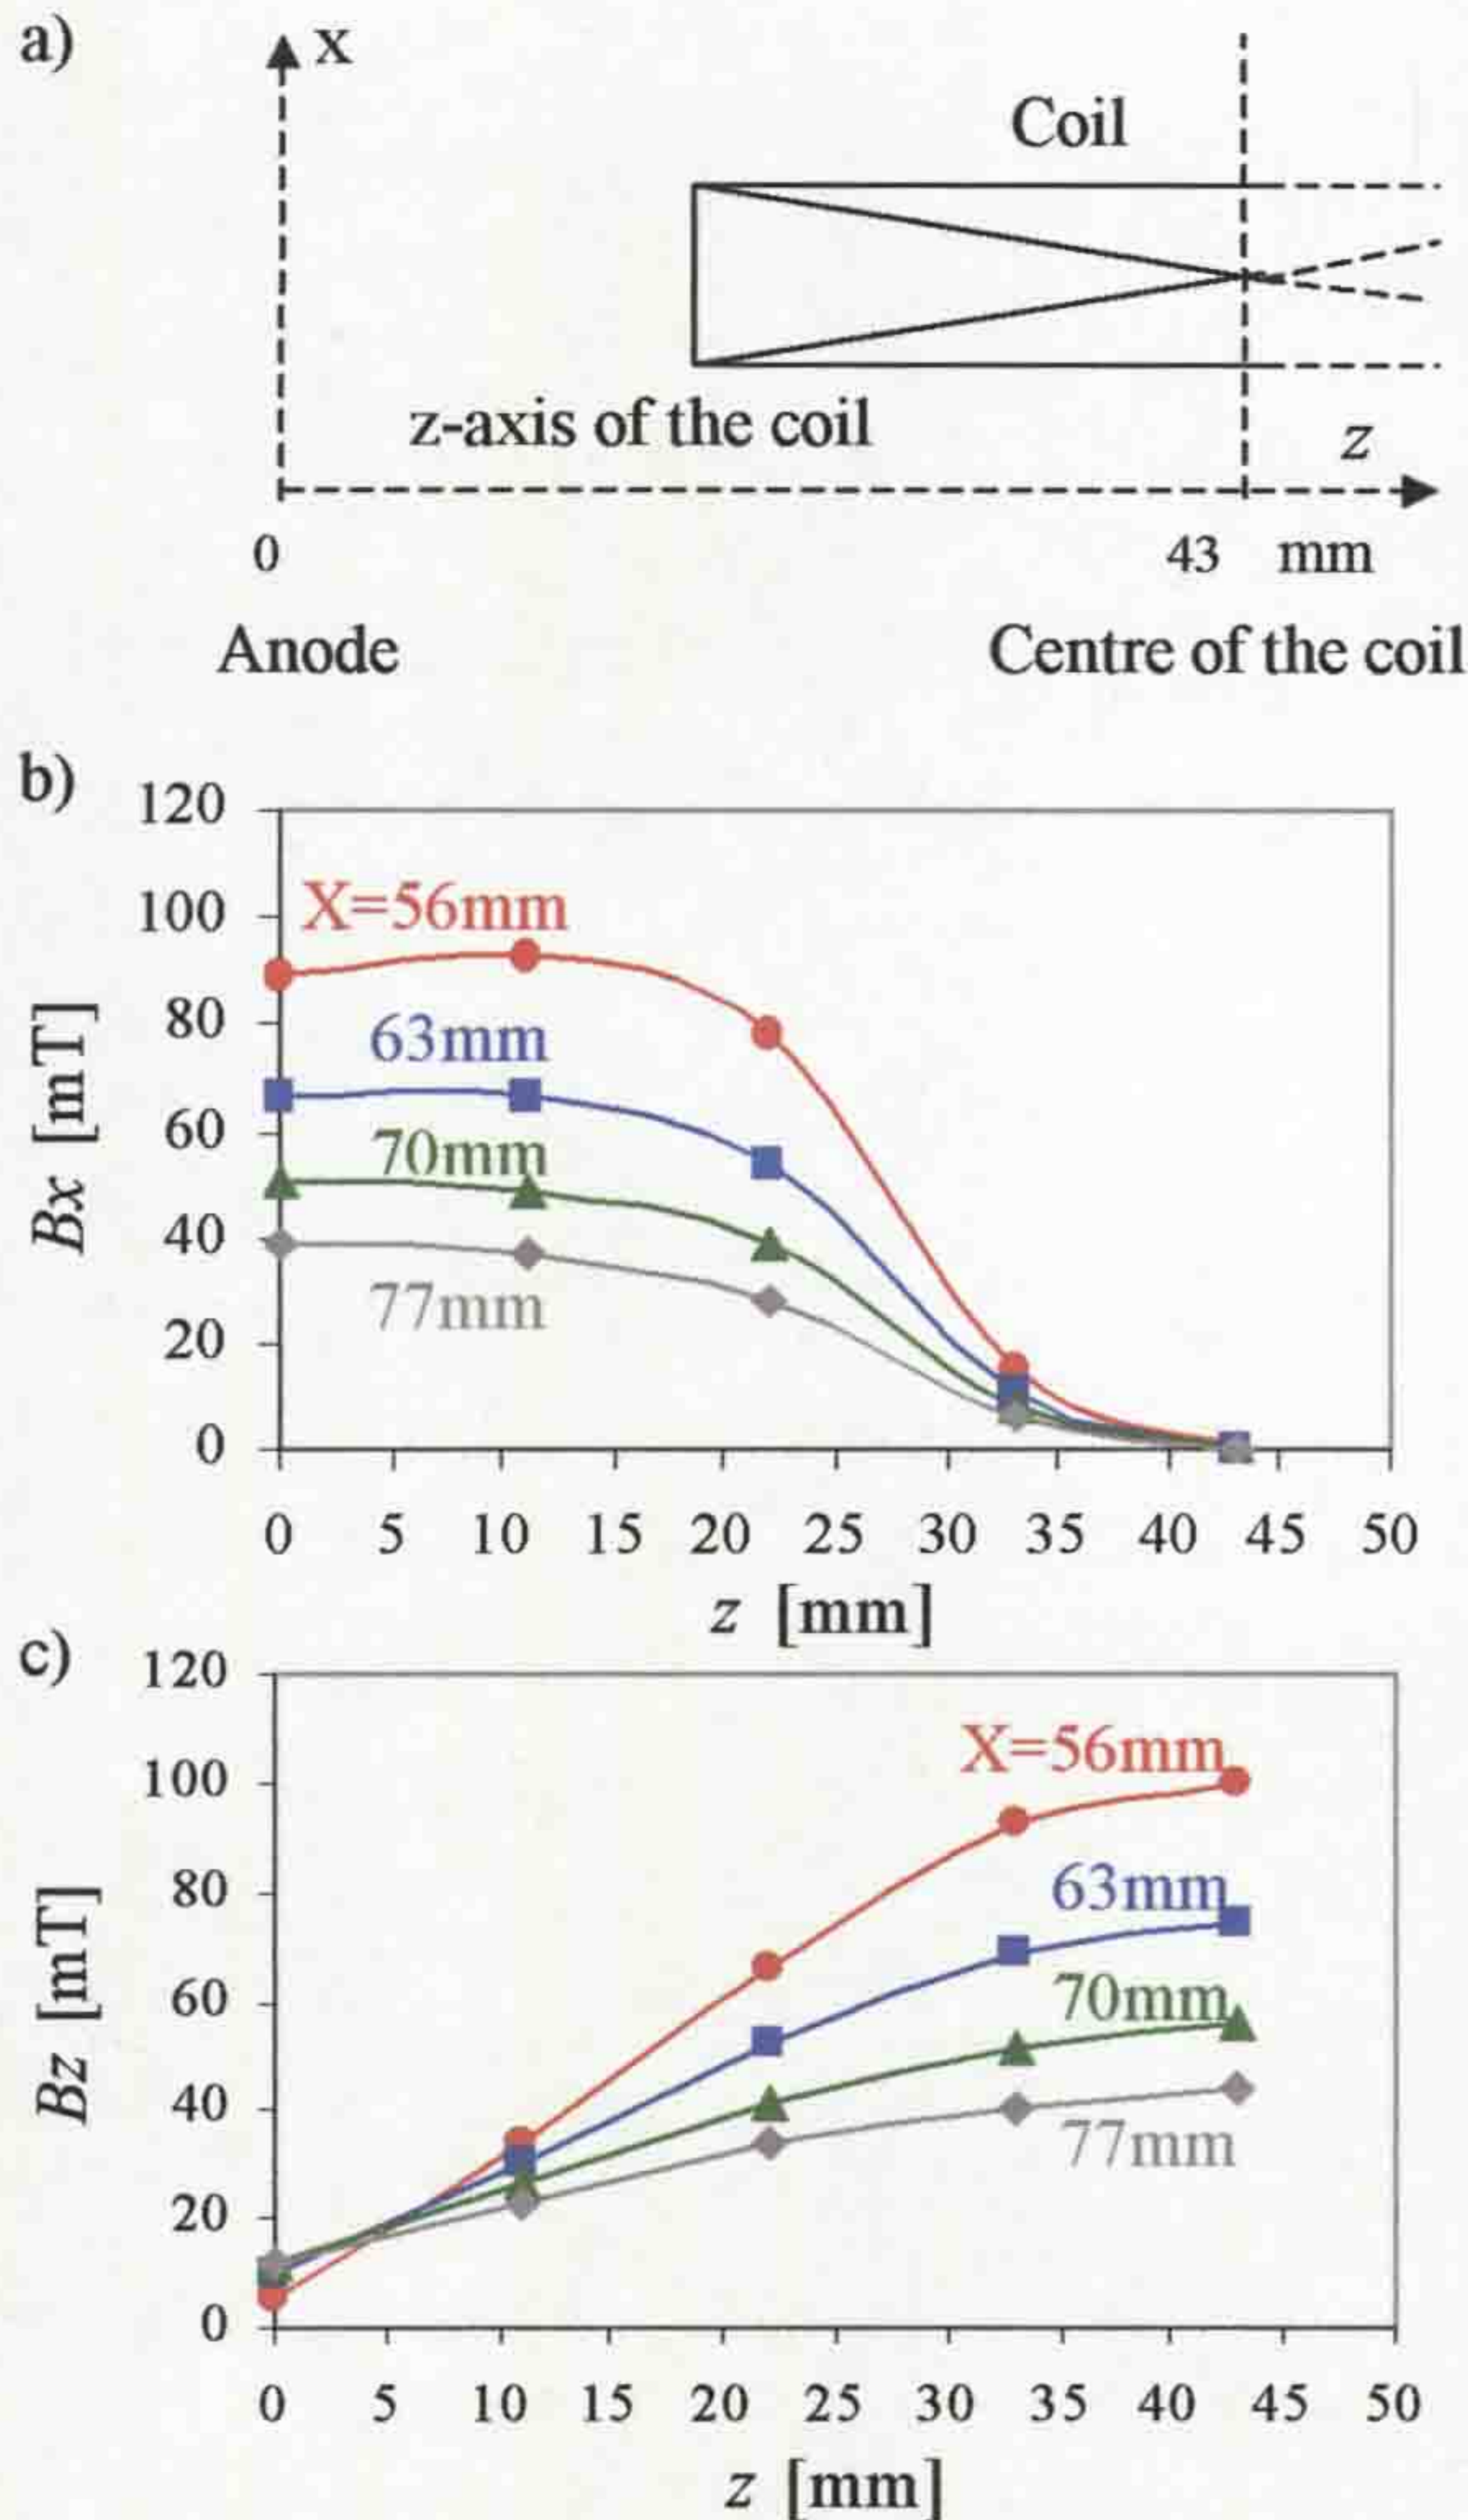 a)
X
Coil
z-axis of the coil
z
0 43 mm
Anode Centre of the coil
b)
120
100
80
60
40
20
0
Bx [mT]
X=56mm
63mm
70mm
77mm
0 5 10 15 20 25 30 35 40 45 50
z [mm]
c)
120
100
80
60
40
20
0
Bz [mT]
X=56mm
63mm
70mm
77mm
0 5 10 15 20 25 30 35 40 45 50
z [mm]